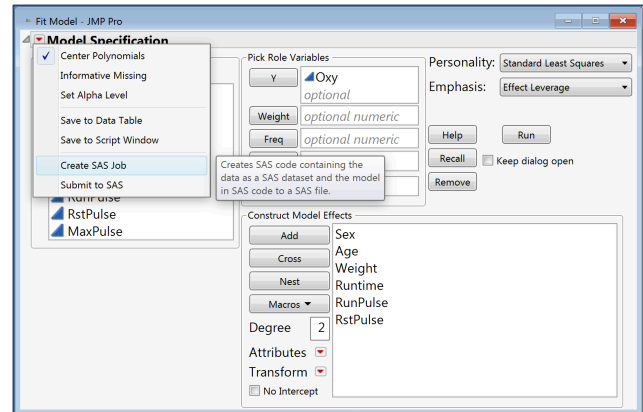 Fit Model - JMP Pro
Model Specification
Center Polynomials
Informative Missing
Set Alpha Level
Save to Data Table
Save to Script Window
Create SAS Job
Submit to SAS
RunPulse
RstPulse
MaxPulse
Creates SAS code containing the
data as a SAS dataset and the model
in SAS code to a SAS file.
Pick Role Variables
Y
Oxy
optional
Weight
optional numeric
Freq
optional numeric
Personality:
Standard Least Squares
Emphasis:
Effect Leverage
Help
Run
Recall
Keep dialog open
Remove
Construct Model Effects
Add
Cross
Nest
Macros
Degree
2
Attributes
Transform
No Intercept
Sex
Age
Weight
Runtime
RunPulse
RstPulse